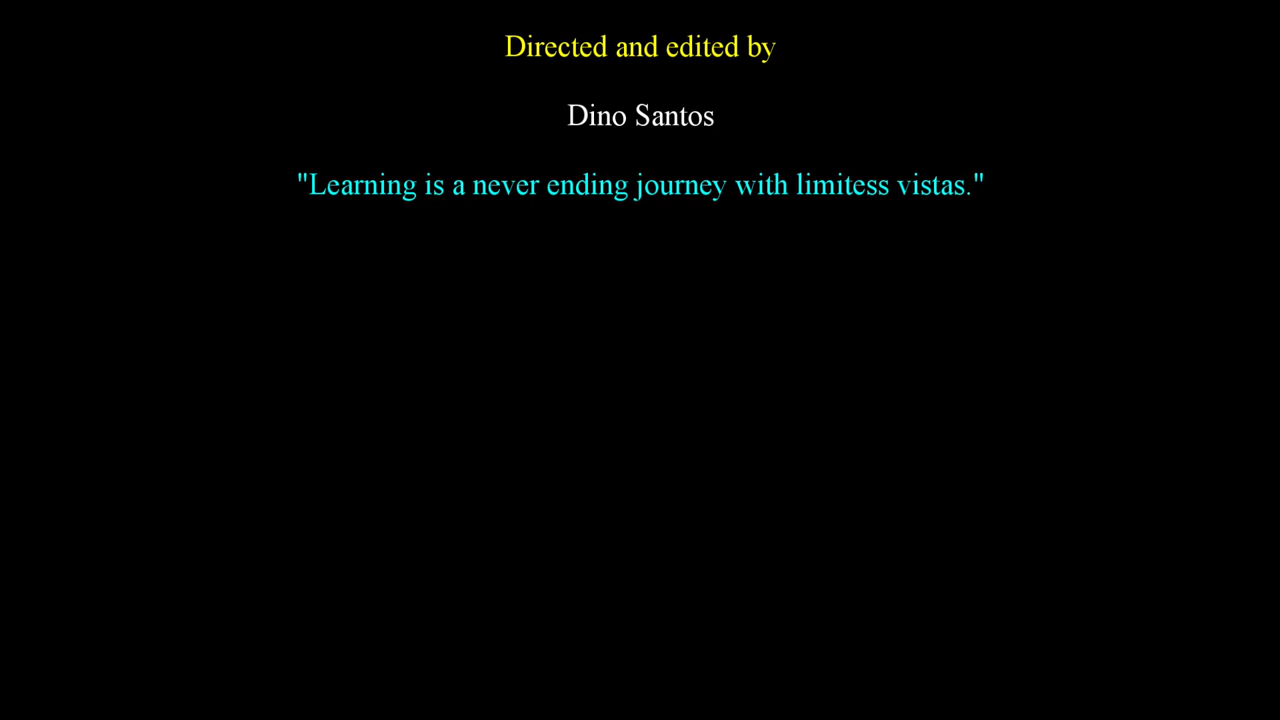 Directed and edited by
Dino Santos
"Learning is a never ending journey with limitess vistas."